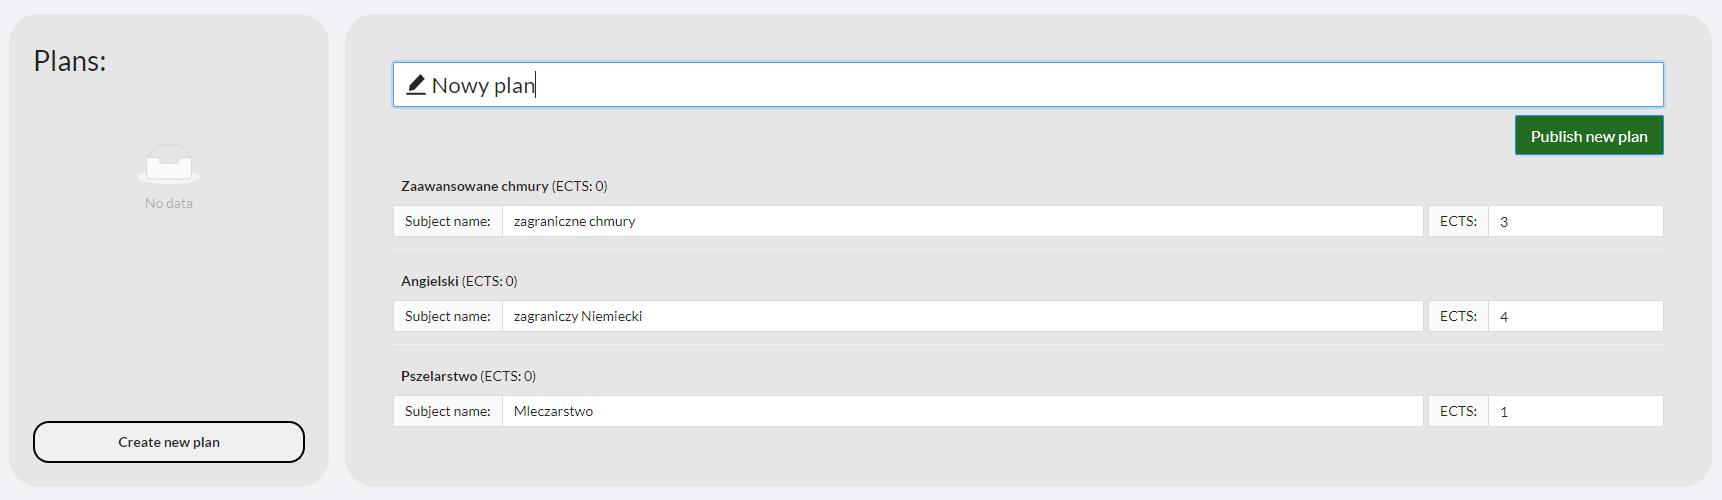 Plans:
No data
Create new plan
Nowy plan
Publish new plan
Zaawansowane chmury (ECTS: 0)
Subject name: zagraniczne chmury ECTS: 3
Angielski (ECTS: 0)
Subject name: zagraniczy Niemiecki ECTS: 4
Pszelarstwo (ECTS: 0)
Subject name: Mleczarstwo ECTS: 1